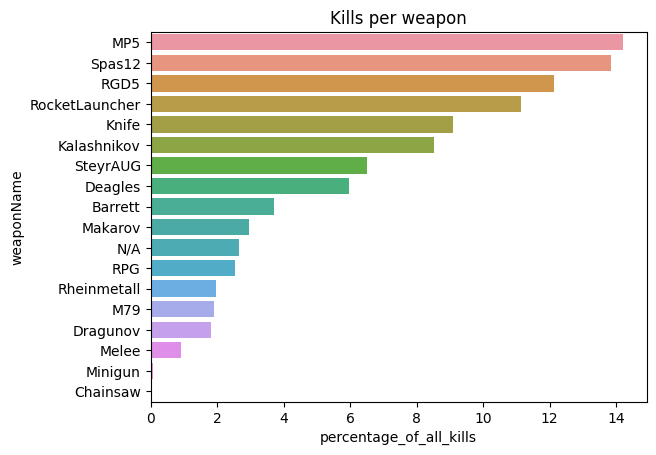 Kills per weapon
weaponName
MP5
Spas12
RGD5
RocketLauncher
Knife
Kalashnikov
SteyrAUG
Deagles
Barrett
Makarov
N/A
RPG
Rheinmetall
M79
Dragunov
Melee
Minigun
Chainsaw
0 2 4 6 8 10 12 14
percentage_of_all_kills